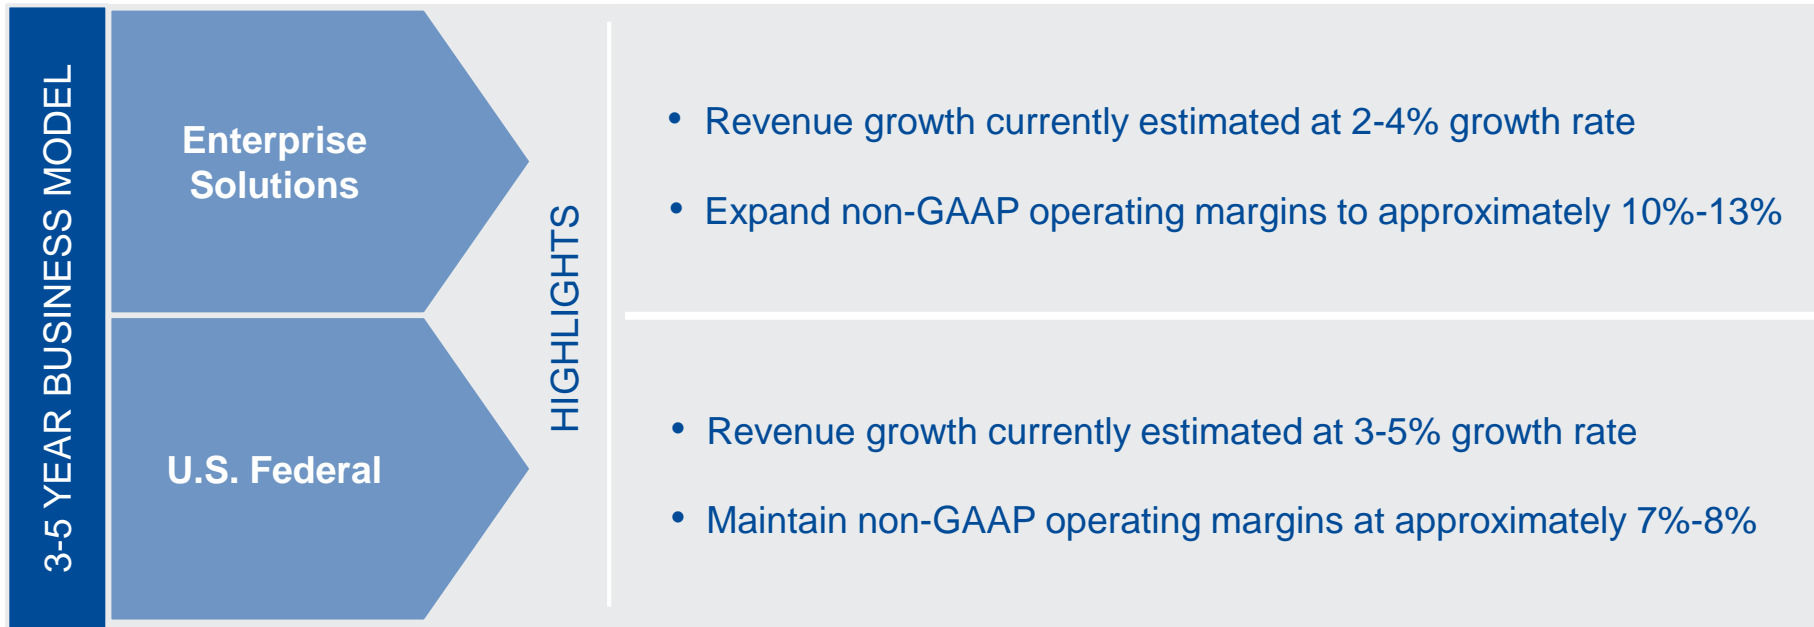 3-5 YEAR BUSINESS MODEL
Enterprise
Solutions
HIGHLIGHTS
• Revenue growth currently estimated at 2-4% growth rate
• Expand non-GAAP operating margins to approximately 10%-13%
U.S. Federal
• Revenue growth currently estimated at 3-5% growth rate
• Maintain non-GAAP operating margins at approximately 7%-8%